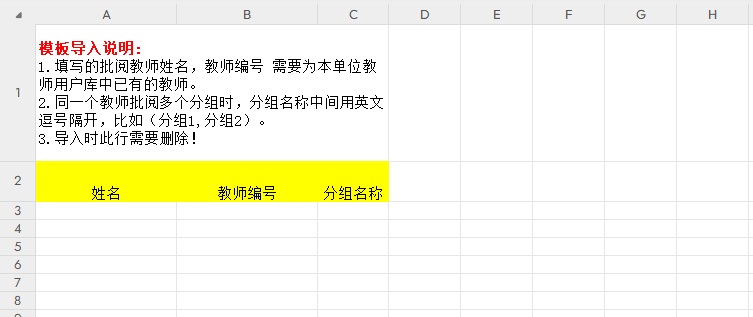 A B C D E F G H
1
模板导入说明：
1.填写的批阅教师姓名，教师编号 需要为本单位教
师用户库中已有的教师。
2.同一个教师批阅多个分组时，分组名称中间用英文
逗号隔开，比如（分组1,分组2）。
3.导入时此行需要删除！
2 姓名 教师编号 分组名称
3
4
5
6
7
8